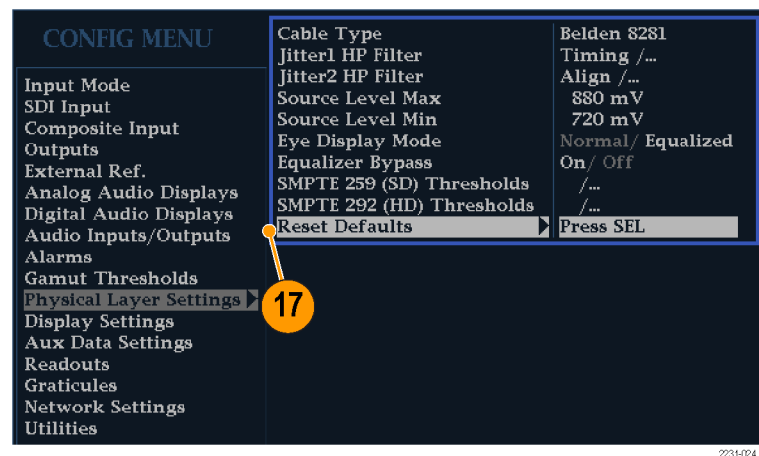 CONFIG MENU
Input Mode
SDI Input
Composite Input
Outputs
External Ref.
Analog Audio Displays
Digital Audio Displays
Audio Inputs/Outputs
Alarms
Gamut Thresholds
Physical Layer Settings
Display Settings
Aux Data Settings
Readouts
Graticules
Network Settings
Utilities
Cable Type Belden 8281
Jitter1 HP Filter Timing /...
Jitter2 HP Filter Align /...
Source Level Max 880 mV
Source Level Min 720 mV
Eye Display Mode Normal/ Equalized
Equalizer Bypass On/ Off
SMPTE 259 (SD) Thresholds /...
SMPTE 292 (HD) Thresholds /...
Reset Defaults Press SEL
17
2231-024